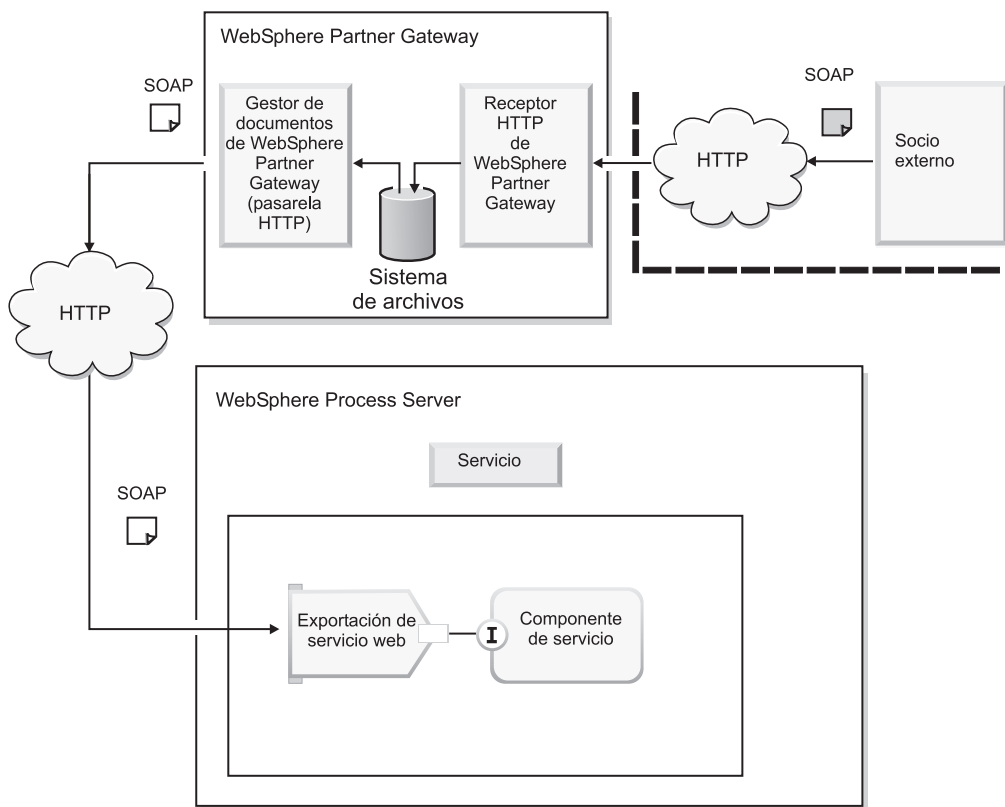 WebSphere Partner Gateway
SOAP
Gestor de
documentos
de WebSphere
Partner
Gateway
(pasarela
HTTP)
Receptor
HTTP
de
WebSphere
Partner
Gateway
Sistema
de archivos
HTTP
SOAP
Socio
externo
HTTP
WebSphere Process Server
Servicio
SOAP
Exportación de
servicio web
I
Componente
de servicio